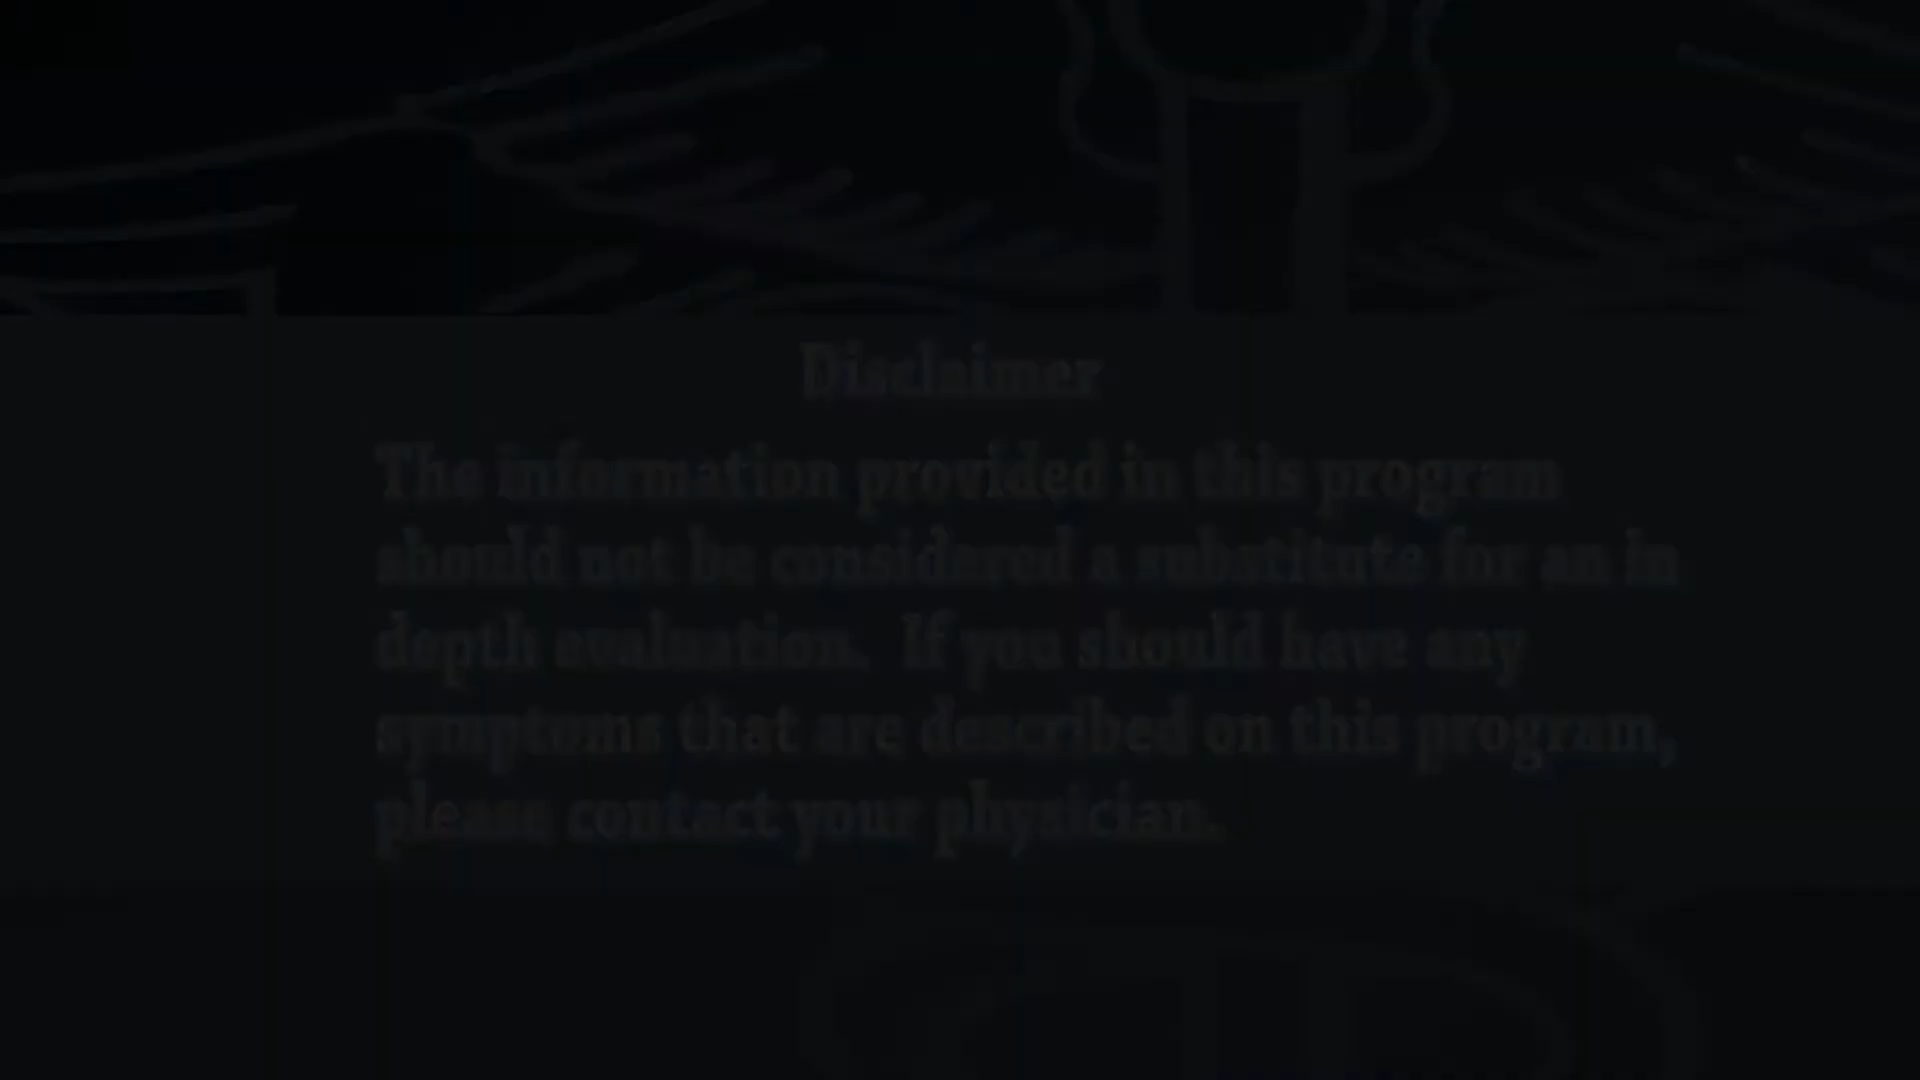 Disclaimer
The information provided in this program
should not be considered a substitute for an in
depth evaluation. If you should have any
symptoms that are described on this program,
please contact your physician.